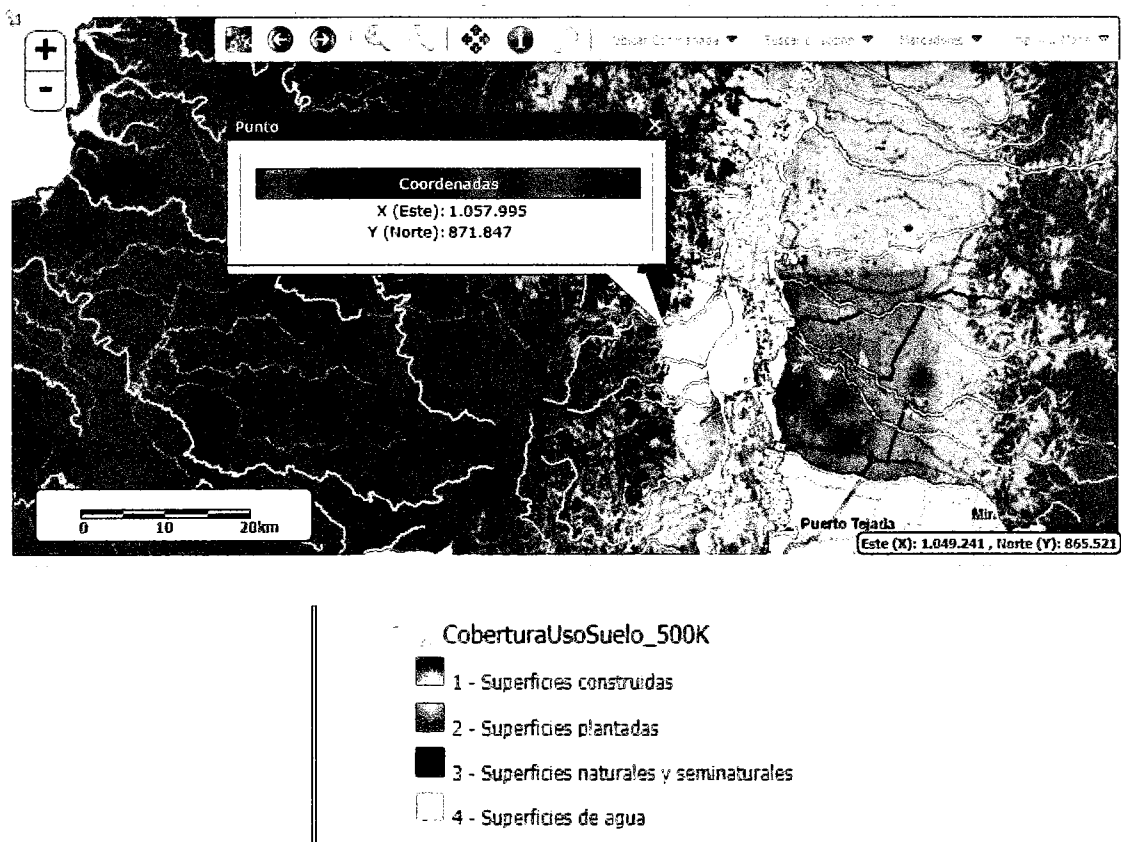 +
-
Punto
Coordenadas
X (Este): 1.057.995
Y (Norte): 871.847
0 10 20km
Puerto Tejada
Este (X): 1.049.241 , Norte (Y): 865.521
CoberturaUsoSuelo_500K
1 - Superficies construidas
2 - Superficies plantadas
3 - Superficies naturales y seminaturales
4 - Superficies de agua